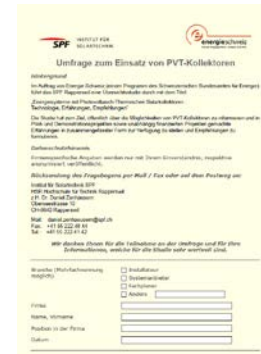 SPF
INSTITUT FÜR
SOLARTECHNIK
energieschweiz
Umfrage zum Einsatz von PVT-Kollektoren
Hintergrund
Im Auftrag von Energie Schweiz (einem Programm des Schweizerischen Bundesamtes für Energie)
führt das SPF Rapperswil eine Übersichtsstudie durch mit dem Titel
„Energiesysteme mit Photovoltaisch-Thermischen Solarkollektoren:
Technologie, Erfahrungen, Empfehlungen“
Die Studie hat zum Ziel, öffentlich über die Möglichkeiten von PVT-Kollektoren zu informieren und in
Pilot- und Demonstrationsprojekten sowie unabhängig finanzierten Projekten gemachte
Erfahrungen in zusammengefasster Form zur Verfügung zu stellen und Empfehlungen zu
formulieren.
Datenschutzhinweis
Firmenspezifische Angaben werden nur mit Ihrem Einverständnis, respektive
anonymisiert veröffentlicht.
Rücksendung des Fragebogens per Mail / Fax oder auf dem Postweg an:
Institut für Solartechnik SPF
HSR Hochschule für Technik Rapperswil
z.H. Dr. Daniel Zenhäusern
Oberseestrasse 10
CH-8640 Rapperswil
Mail:
Fax:
Tel:
Wir danken Ihnen für die Teilnahme an der Umfrage und für Ihre
Informationen, welche für die Studie sehr wertvoll sind.
Branche (Mehrfachnennung
möglich)
Installateur
Systemanbieter
Fachplaner
Andere
Firma
Name, Vorname
Position in der Firma
Datum